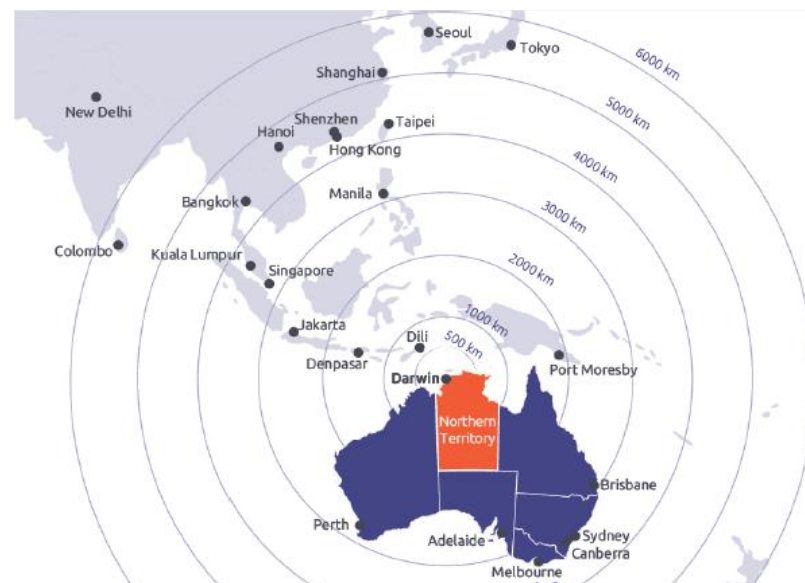 Seoul
Tokyo
6000 km
Shanghai
5000 km
New Delhi
Shenzhen
Taipei
Hanoi
Hong Kong
4000 km
Manila
Bangkok
3000 km
Colombo
Kuala Lumpur
Singapore
2000 km
1000 km
Jakarta
Dili
500 km
Denpasar
Port Moresby
Darwin
Northern
Territory
Brisbane
Perth
Adelaide
Sydney
Canberra
Melbourne